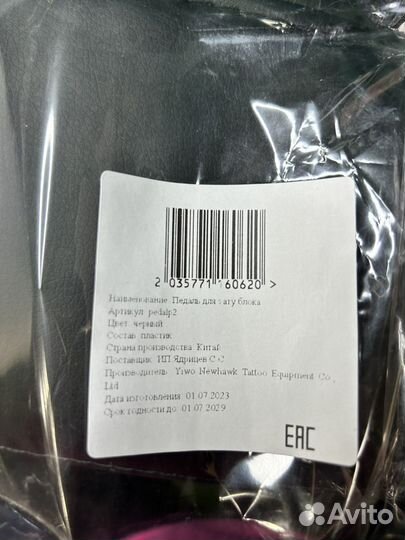 2 035771 160620 >
Наименование: Педаль для тату блока
Артикул: pedalp2
Цвет: черный
Состав: пластик
Страна производства: Китай
Поставщик: ИП Ядрицев С С
Производитель: Yiwo Newhawk Tattoo Equipment Co.,
Ltd
Дата изготовления: 01.07.2023
Срок годности до: 01.07.2029
EAC
Avito